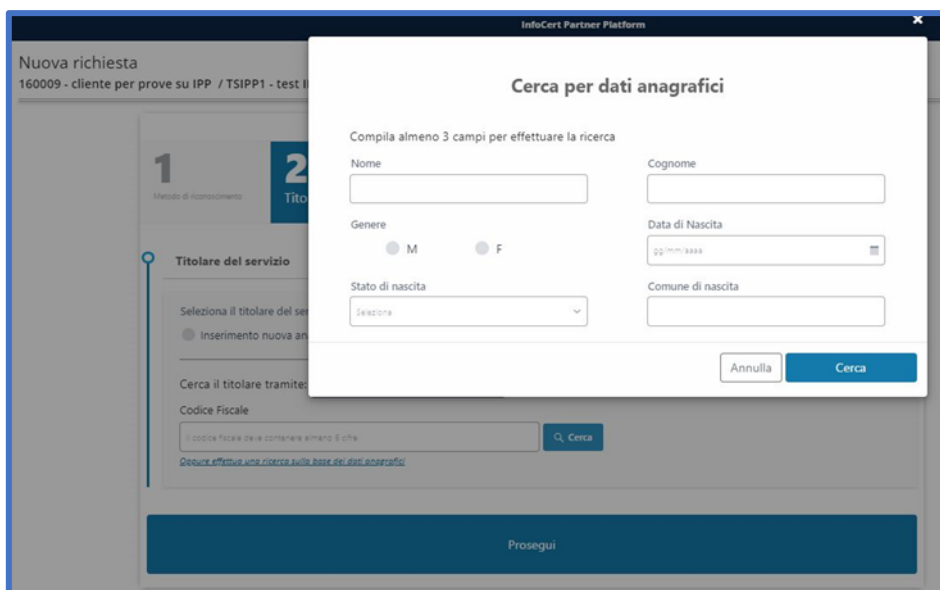 InfoCert Partner Platform
×
Nuova richiesta
160009 - cliente per prove su IPP / TSIPP1 - test I
Cerca per dati anagrafici
Compila almeno 3 campi per effettuare la ricerca
Nome
Cognome
Genere
M
F
Data di Nascita
gg/mm/aaaa
Stato di nascita
Seleziona
Comune di nascita
Annulla
Cerca
1
Metodo di riconoscimento
2
Tito
Titolare del servizio
Seleziona il titolare del ser
Inserimento nuova an
Cerca il titolare tramite:
Codice Fiscale
Il codice fiscale deve contenere almeno 6 cifre
Cerca
Oppure effettua una ricerca sulla base dei dati anagrafici
Prosegui